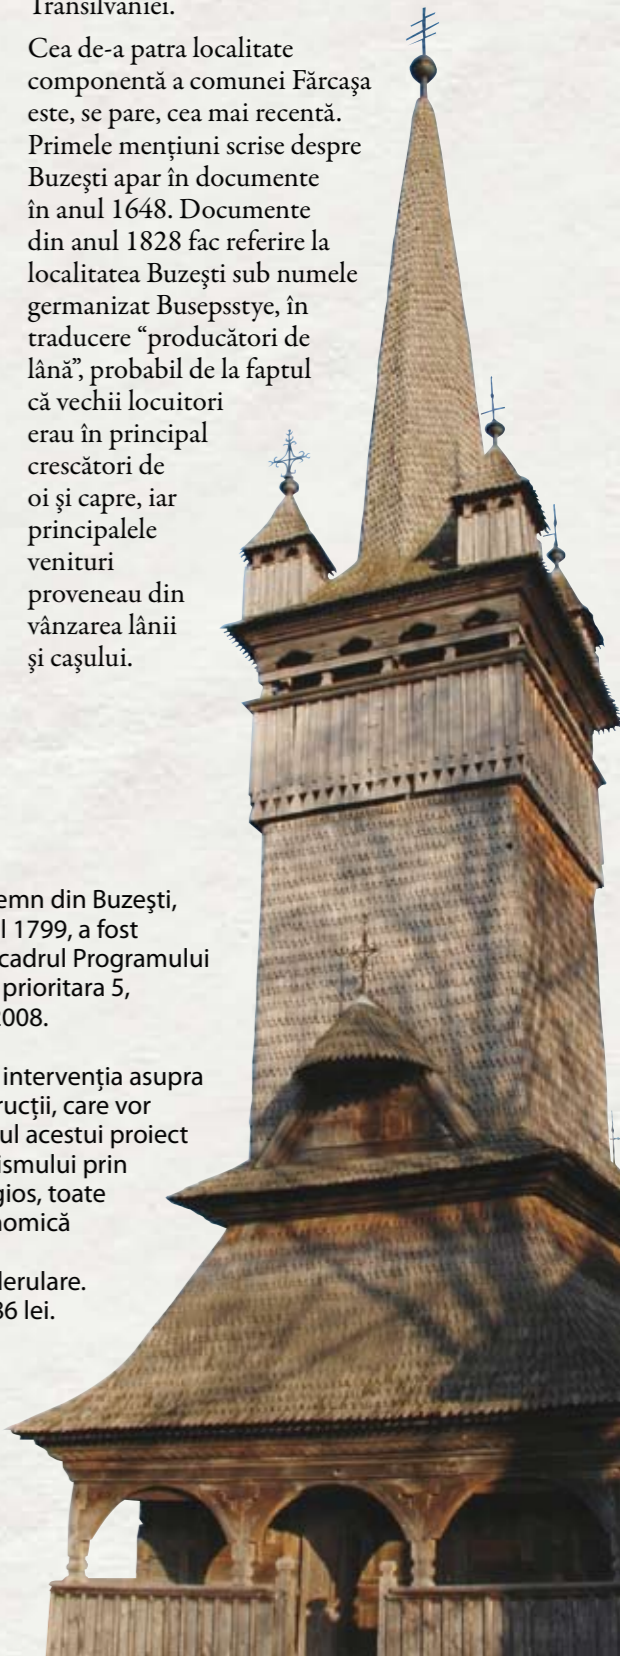 Transilvaniei.
Cea de-a patra localitate
componentă a comunei Fărcaşa
este, se pare, cea mai recentă.
Primele menţiuni scrise despre
Buzeşti apar în documente
în anul 1648. Documente
din anul 1828 fac referire la
localitatea Buzeşti sub numele
germanizat Busepsstye, în
traducere “producători de
lână”, probabil de la faptul
că vechii locuitori
erau în principal
crescători de
oi şi capre, iar
principalele
venituri
proveneau din
vânzarea lânii
şi caşului.
emn din Buzeşti,
l 1799, a fost
cadrul Programului
prioritara 5,
2008.
intervenţia asupra
rucţii, care vor
ul acestui proiect
ismului prin
gios, toate
nomică
derulare.
36 lei.